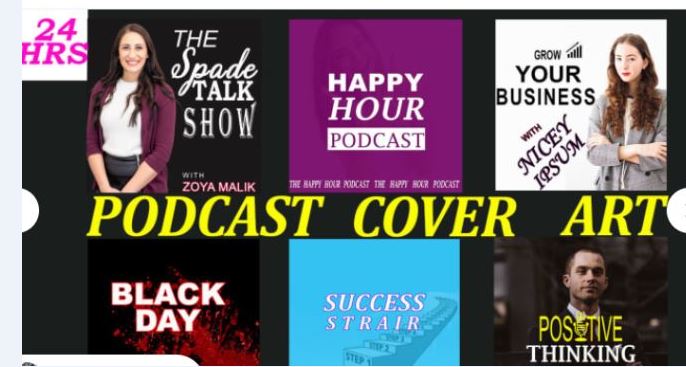 24
HRS
THE
Spade
TALK
SHOW
WITH
ZOYA MALIK
HAPPY
HOUR
PODCAST
THE HAPPY HOUR PODCAST THE HAPPY HOUR PODCAST
GROW
YOUR
BUSINESS
WITH
NICEY
IPSUM
PODCAST COVER ART
BLACK
DAY
SUCCESS
STRAIR
STEP 2
STEP 1
POSITIVE
THINKING